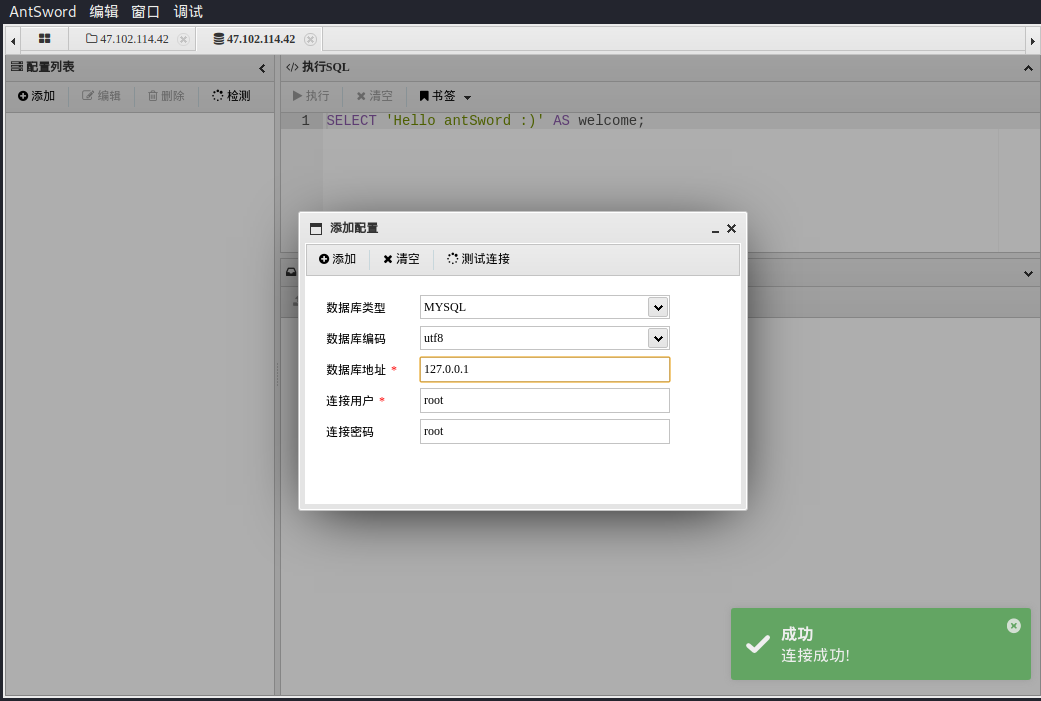 AntSword 编辑 窗口 调试
47.102.114.42 47.102.114.42
配置列表
添加 编辑 删除 检测
</> 执行SQL
执行 清空 书签
1 SELECT 'Hello antSword :)' AS welcome;
添加配置
添加 清空 测试连接
数据库类型 MYSQL
数据库编码 utf8
数据库地址 * 127.0.0.1
连接用户 * root
连接密码 root
成功
连接成功!